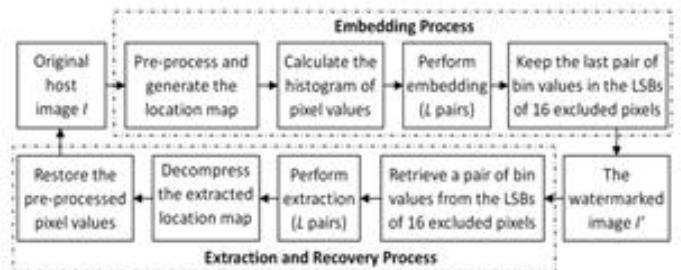 Embedding Process
Original
host
image I
Pre-process and
generate the
location map
Calculate the
histogram of
pixel values
Perform
embedding
(L pairs)
Keep the last pair of
bin values in the LSBs
of 16 excluded pixels
Restore the
pre-processed
pixel values
Decompress
the extracted
location map
Perform
extraction
(L pairs)
Retrieve a pair of bin
values from the LSBs
of 16 excluded pixels
The
watermarked
image I'
Extraction and Recovery Process